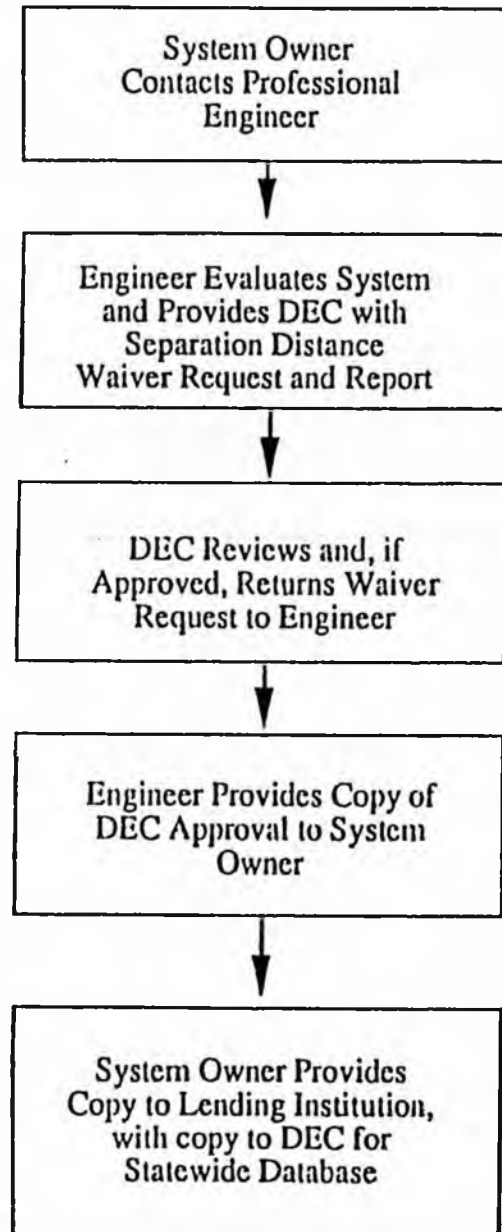 System Owner
Contacts Professional
Engineer
Engineer Evaluates System
and Provides DEC with
Separation Distance
Waiver Request and Report
DEC Reviews and, if
Approved, Returns Waiver
Request to Engineer
Engineer Provides Copy of
DEC Approval to System
Owner
System Owner Provides
Copy to Lending Institution,
with copy to DEC for
Statewide Database